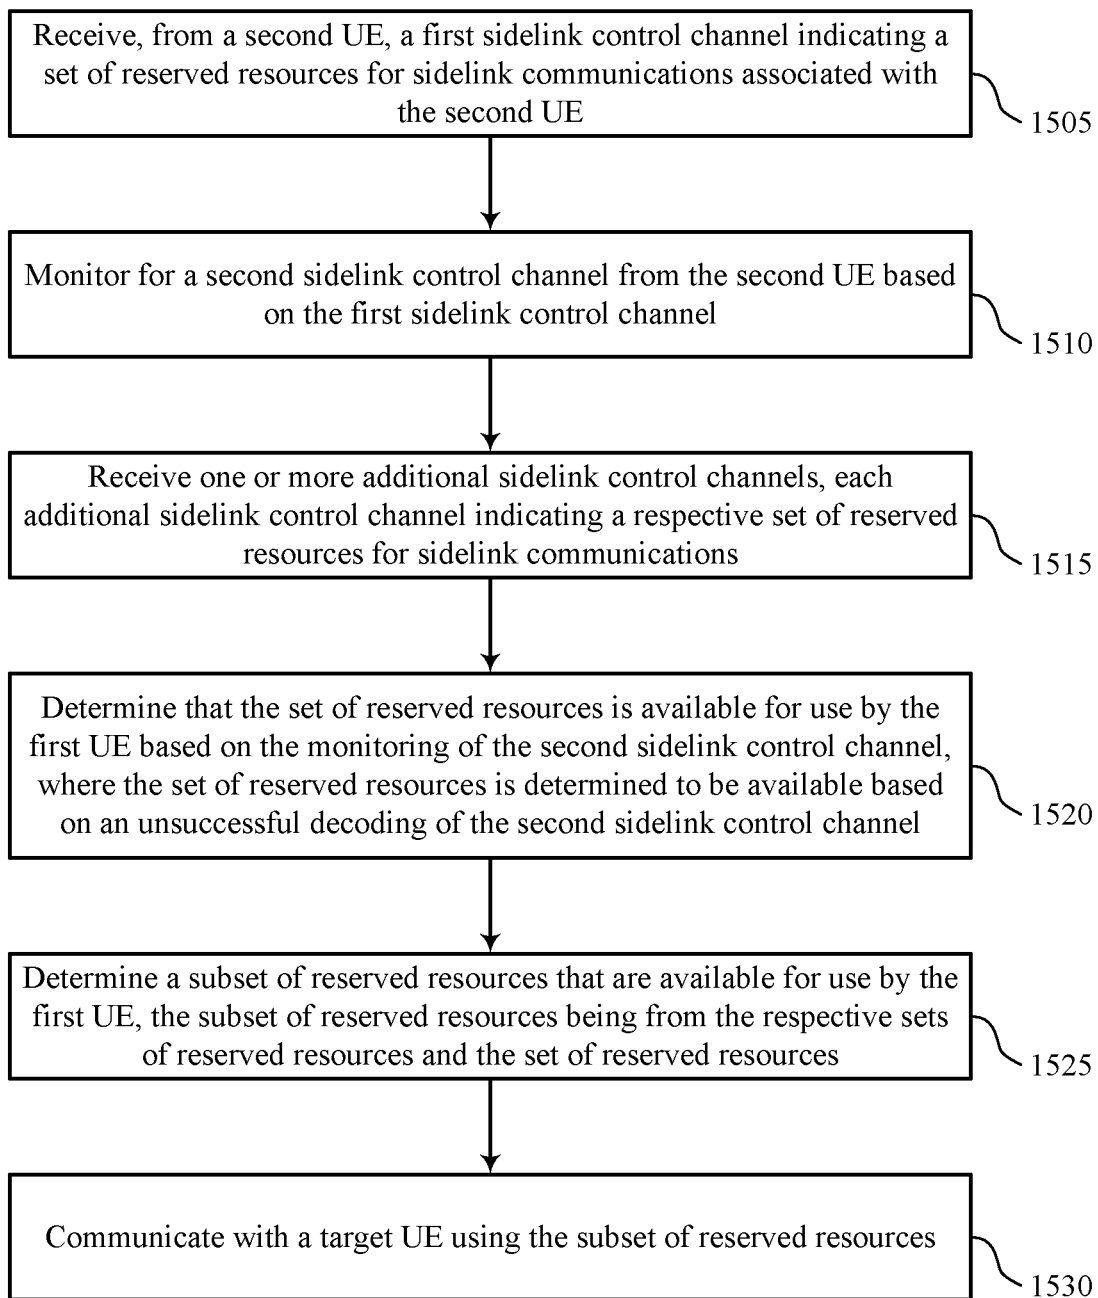 Receive, from a second UE, a first sidelink control channel indicating a
set of reserved resources for sidelink communications associated with
the second UE
1505
Monitor for a second sidelink control channel from the second UE based
on the first sidelink control channel
1510
Receive one or more additional sidelink control channels, each
additional sidelink control channel indicating a respective set of reserved
resources for sidelink communications
1515
Determine that the set of reserved resources is available for use by the
first UE based on the monitoring of the second sidelink control channel,
where the set of reserved resources is determined to be available based
on an unsuccessful decoding of the second sidelink control channel
1520
Determine a subset of reserved resources that are available for use by the
first UE, the subset of reserved resources being from the respective sets
of reserved resources and the set of reserved resources
1525
Communicate with a target UE using the subset of reserved resources
1530